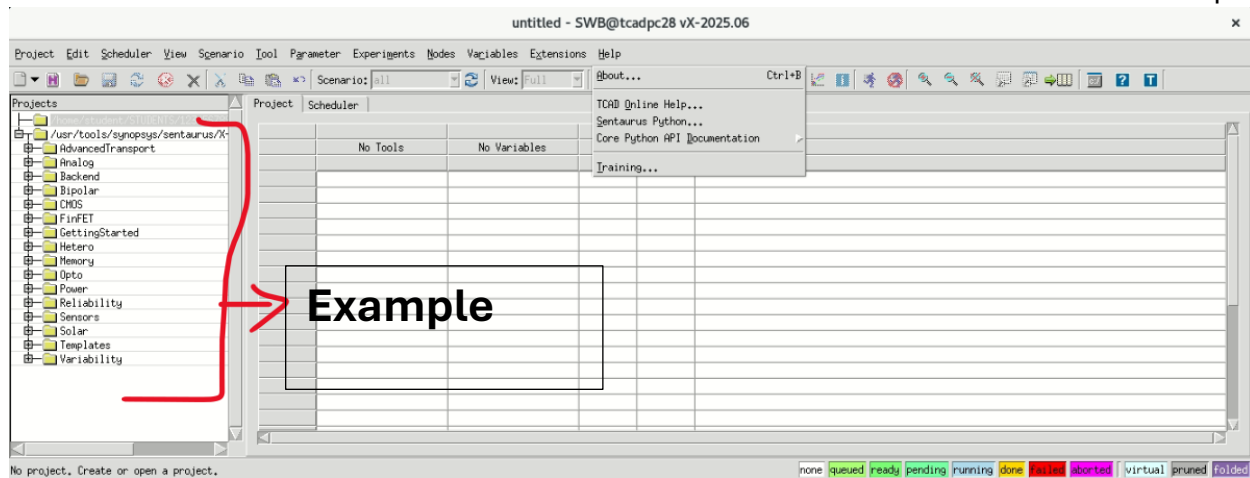 untitled - SWB@tcadpc28 vX-2025.06
Project Edit Scheduler View Scenario Tool Parameter Experiments Nodes Variables Extensions Help
Scenario: all View: Full
About... Ctrl+B
TCAD Online Help...
Sentaurus Python...
Core Python API Documentation
Training...
Projects
/home/student/STUDENTS/
/usr/tools/synopsys/sentaurus/X-
AdvancedTransport
Analog
Backend
Bipolar
CMOS
FinFET
GettingStarted
Hetero
Memory
Opto
Power
Reliability
Sensors
Solar
Templates
Variability
Project Scheduler
No Tools No Variables
Example
No project. Create or open a project.
none queued ready pending running done failed aborted virtual pruned folded